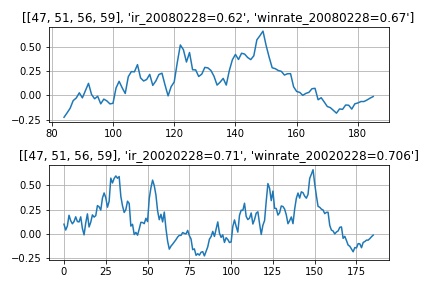 [[47, 51, 56, 59], 'ir_20080228=0.62', 'winrate_20080228=0.67']
0.50
0.25
0.00
−0.25
80 100 120 140 160 180
[[47, 51, 56, 59], 'ir_20020228=0.71', 'winrate_20020228=0.706']
0.50
0.25
0.00
−0.25
0 25 50 75 100 125 150 175